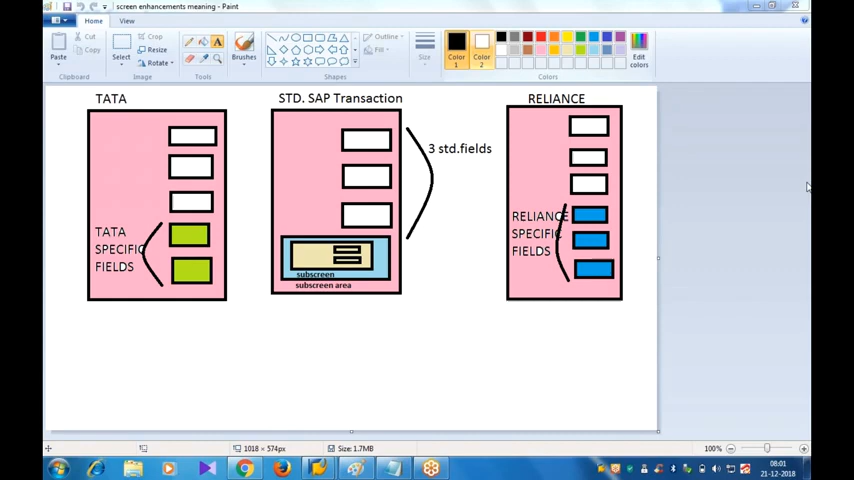 screen enhancements meaning - Paint
Home
View
Paste
Cut
Copy
Clipboard
Select
Crop
Resize
Rotate
Image
Tools
Brushes
Shapes
Outline
Fill
Size
Color
1
Color
2
Edit
colors
Colors
TATA
STD. SAP Transaction
RELIANCE
3 std.fields
TATA
SPECIFIC
FIELDS
RELIANCE
SPECIFIC
FIELDS
subscreen
subscreen area
1018 × 574px
Size: 1.7MB
100%
08:01
21-12-2018